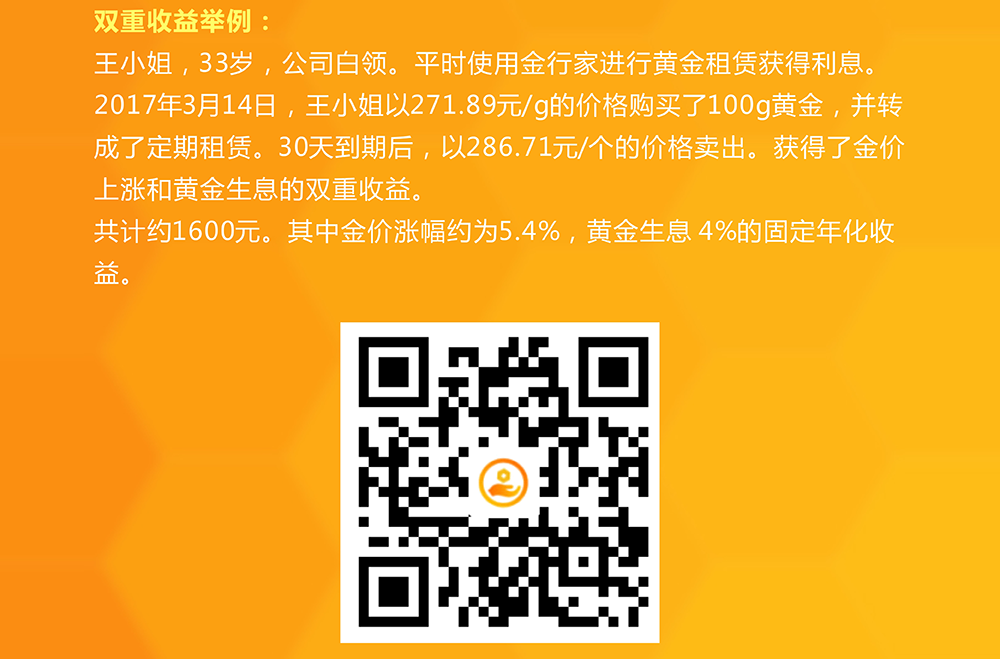 双重收益举例：
王小姐，33岁，公司白领。平时使用金行家进行黄金租赁获得利息。
2017年3月14日，王小姐以271.89元/g的价格购买了100g黄金，并转
成了定期租赁。30天到期后，以286.71元/个的价格卖出。获得了金价
上涨和黄金生息的双重收益。
共计约1600元。其中金价涨幅约为5.4%，黄金生息 4%的固定年化收
益。